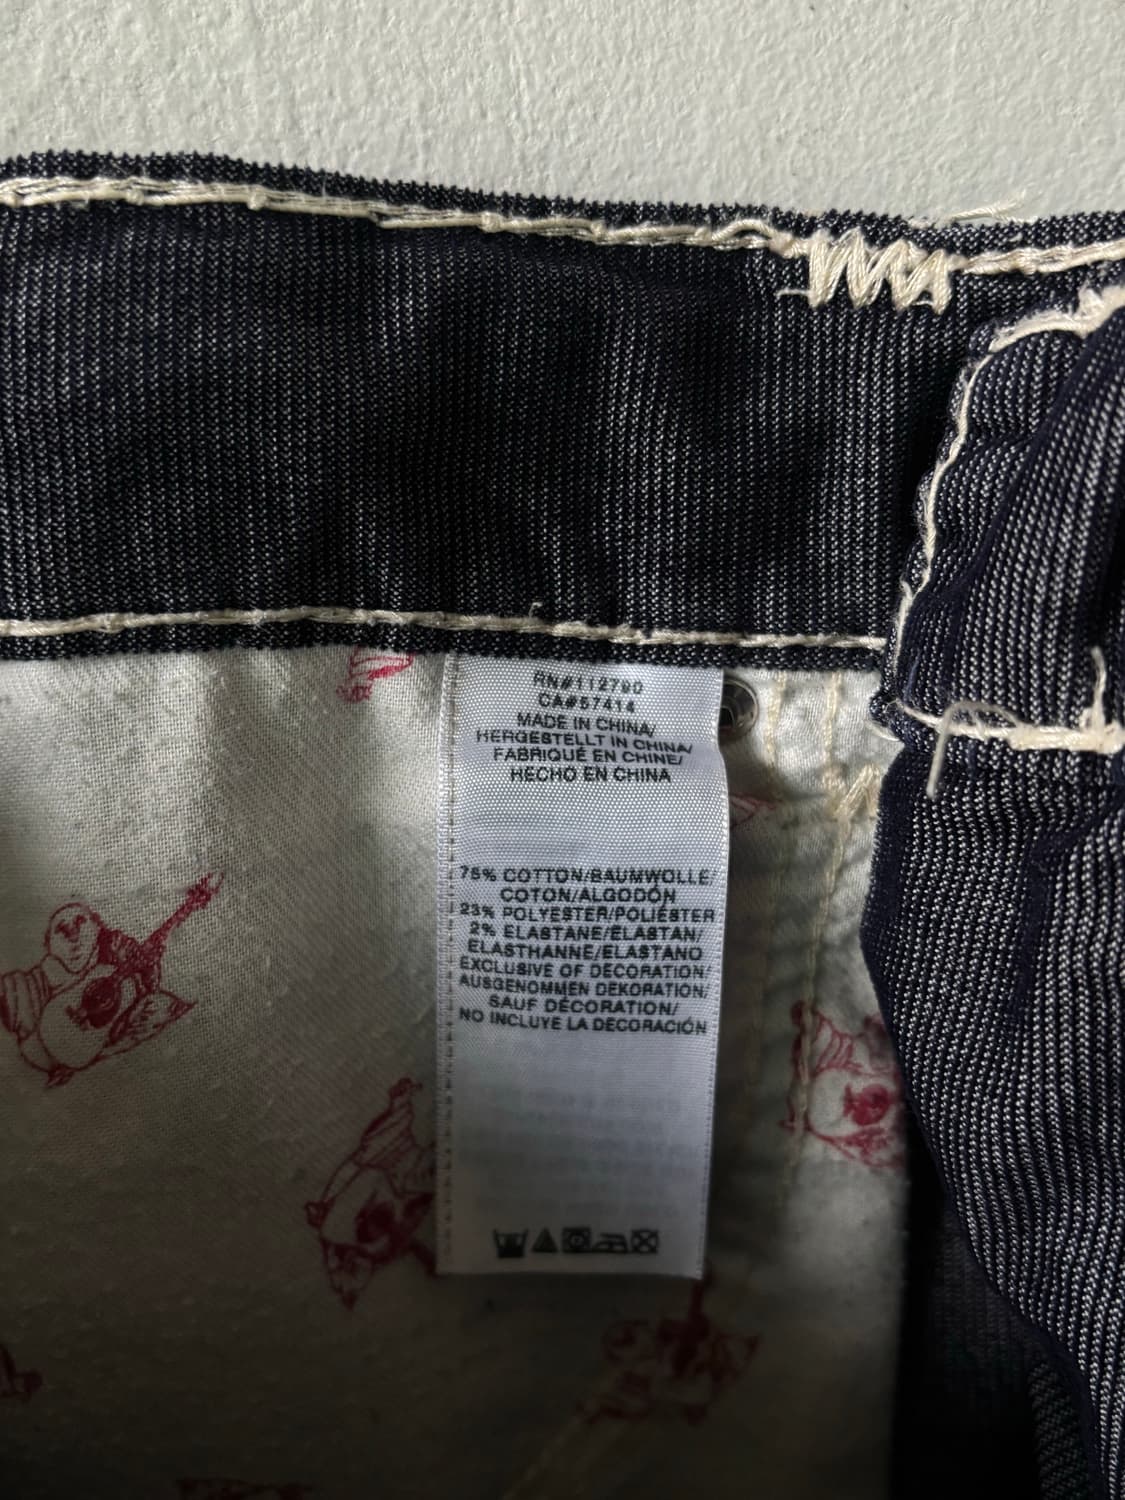 RN#112790
CA#57414
MADE IN CHINA/
HERGESTELLT IN CHINA/
FABRIQUÉ EN CHINE/
HECHO EN CHINA
75% COTTON/BAUMWOLLE/
COTON/ALGODÓN
23% POLYESTER/POLIÉSTER
2% ELASTANE/ELASTAN/
ELASTHANNE/ELASTANO
EXCLUSIVE OF DECORATION/
AUSGENOMMEN DEKORATION/
SAUF DÉCORATION/
NO INCLUYE LA DECORACIÓN